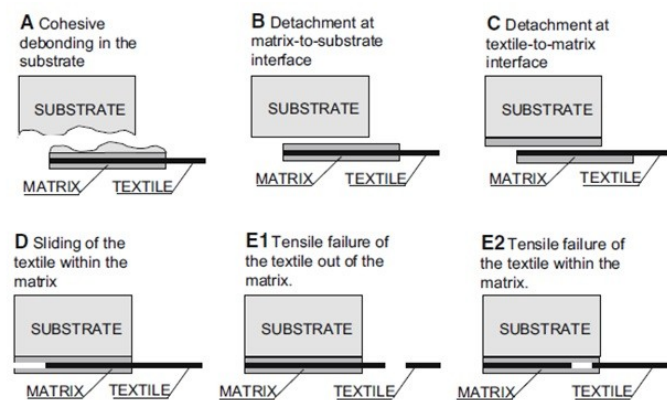 A Cohesive
debonding in the
substrate
SUBSTRATE
MATRIX
TEXTILE
B Detachment at
matrix-to-substrate
interface
SUBSTRATE
MATRIX
TEXTILE
C Detachment at
textile-to-matrix
interface
SUBSTRATE
MATRIX
TEXTILE
D Sliding of the
textile within the
matrix
SUBSTRATE
MATRIX
TEXTILE
E1 Tensile failure of
the textile out of the
matrix.
SUBSTRATE
MATRIX
TEXTILE
E2 Tensile failure of
the textile within the
matrix.
SUBSTRATE
MATRIX
TEXTILE